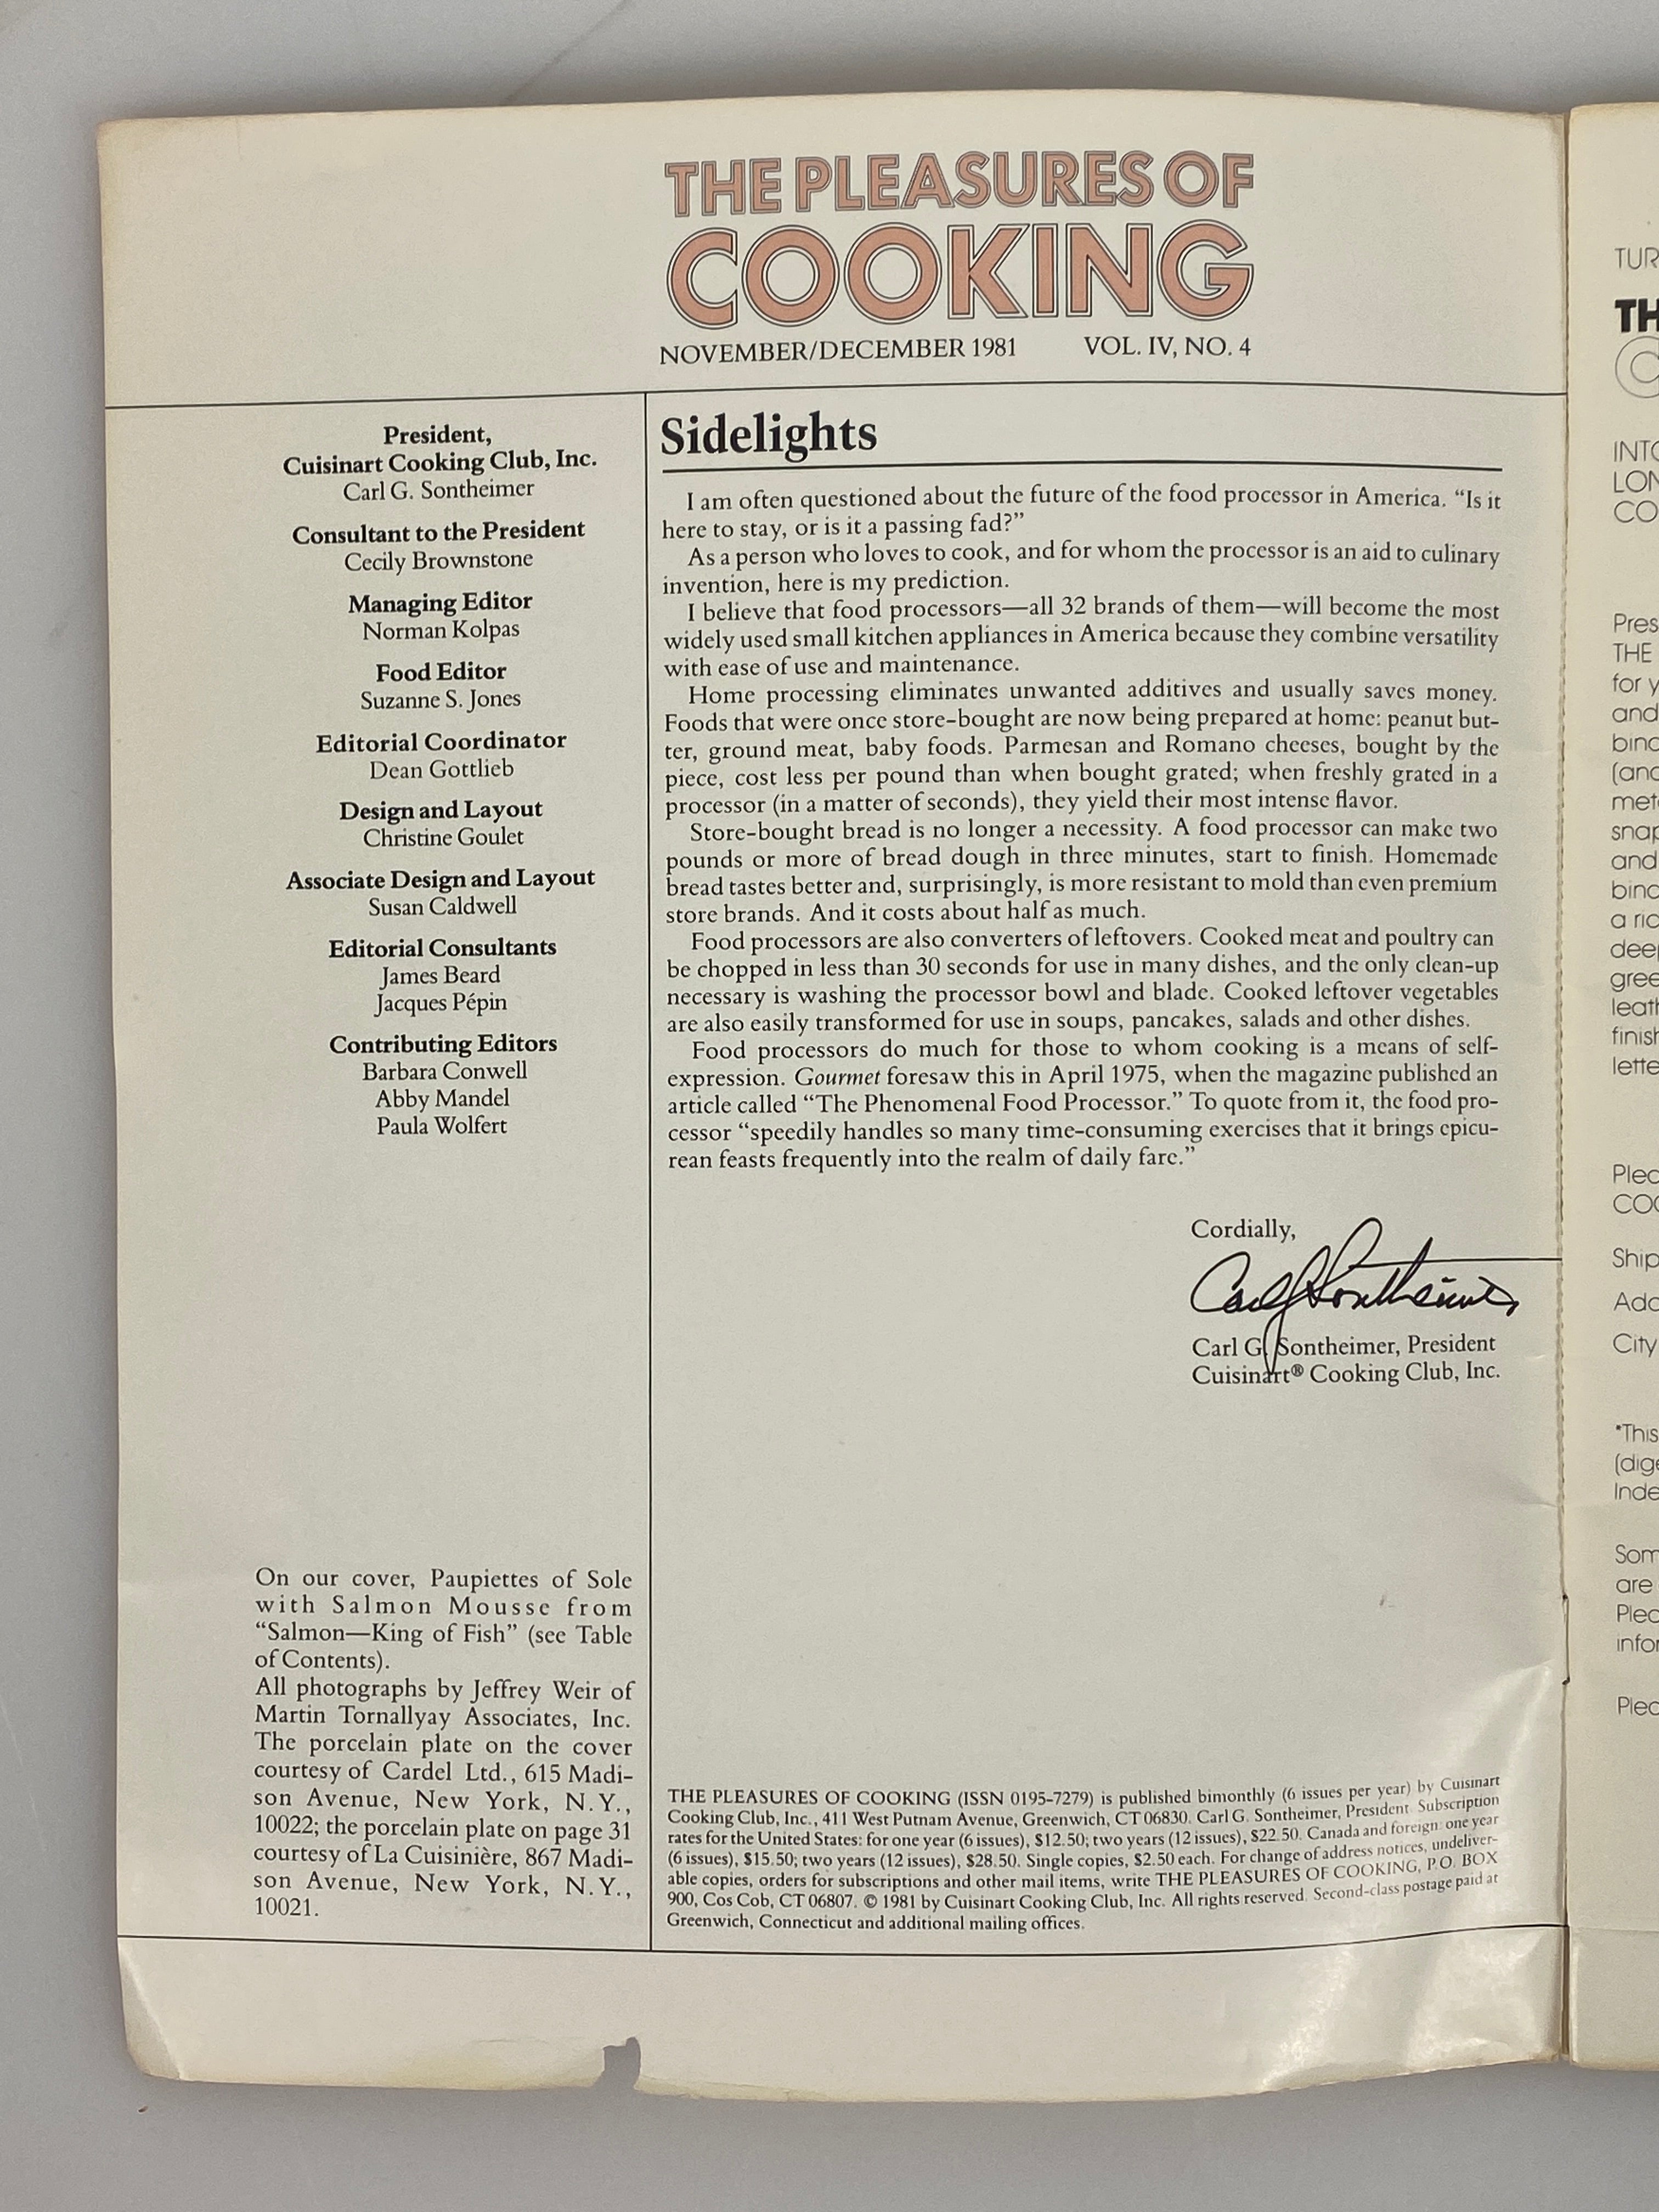 THE PLEASURES OF
COOKING
NOVEMBER/DECEMBER 1981 VOL. IV, NO. 4
President,
Cuisinart Cooking Club, Inc.
Carl G. Sontheimer
Consultant to the President
Cecily Brownstone
Managing Editor
Norman Kolpas
Food Editor
Suzanne S. Jones
Editorial Coordinator
Dean Gottlieb
Design and Layout
Christine Goulet
Associate Design and Layout
Susan Caldwell
Editorial Consultants
James Beard
Jacques Pépin
Contributing Editors
Barbara Conwell
Abby Mandel
Paula Wolfert
On our cover, Paupiettes of Sole
with Salmon Mousse from
“Salmon—King of Fish” (see Table
of Contents).
All photographs by Jeffrey Weir of
Martin Tornallyay Associates, Inc.
The porcelain plate on the cover
courtesy of Cardel Ltd., 615 Madi-
son Avenue, New York, N.Y.,
10022; the porcelain plate on page 31
courtesy of La Cuisinière, 867 Madi-
son Avenue, New York, N.Y.,
10021.
Sidelights
I am often questioned about the future of the food processor in America. “Is it
here to stay, or is it a passing fad?”
As a person who loves to cook, and for whom the processor is an aid to culinary
invention, here is my prediction.
I believe that food processors—all 32 brands of them—will become the most
widely used small kitchen appliances in America because they combine versatility
with ease of use and maintenance.
Home processing eliminates unwanted additives and usually saves money.
Foods that were once store-bought are now being prepared at home: peanut but-
ter, ground meat, baby foods. Parmesan and Romano cheeses, bought by the
piece, cost less per pound than when bought grated; when freshly grated in a
processor (in a matter of seconds), they yield their most intense flavor.
Store-bought bread is no longer a necessity. A food processor can make two
pounds or more of bread dough in three minutes, start to finish. Homemade
bread tastes better and, surprisingly, is more resistant to mold than even premium
store brands. And it costs about half as much.
Food processors are also converters of leftovers. Cooked meat and poultry can
be chopped in less than 30 seconds for use in many dishes, and the only clean-up
necessary is washing the processor bowl and blade. Cooked leftover vegetables
are also easily transformed for use in soups, pancakes, salads and other dishes.
Food processors do much for those to whom cooking is a means of self-
expression. Gourmet foresaw this in April 1975, when the magazine published an
article called “The Phenomenal Food Processor.” To quote from it, the food pro-
cessor “speedily handles so many time-consuming exercises that it brings epicu-
rean feasts frequently into the realm of daily fare.”
Cordially,
Carl G Sontheimer
Carl G. Sontheimer, President
Cuisinart® Cooking Club, Inc.
THE PLEASURES OF COOKING (ISSN 0195-7279) is published bimonthly (6 issues per year) by Cuisinart
Cooking Club, Inc., 411 West Putnam Avenue, Greenwich, CT 06830. Carl G. Sontheimer, President. Subscription
rates for the United States: for one year (6 issues), $12.50; two years (12 issues), $22.50. Canada and foreign: one year
(6 issues), $15.50; two years (12 issues), $28.50. Single copies, $2.50 each. For change of address notices, undeliver-
able copies, orders for subscriptions and other mail items, write THE PLEASURES OF COOKING, P.O. BOX
900, Cos Cob, CT 06807. © 1981 by Cuisinart Cooking Club, Inc. All rights reserved. Second-class postage paid at
Greenwich, Connecticut and additional mailing offices.
THE
for y
and
(and
and
a ric
City
"This
are